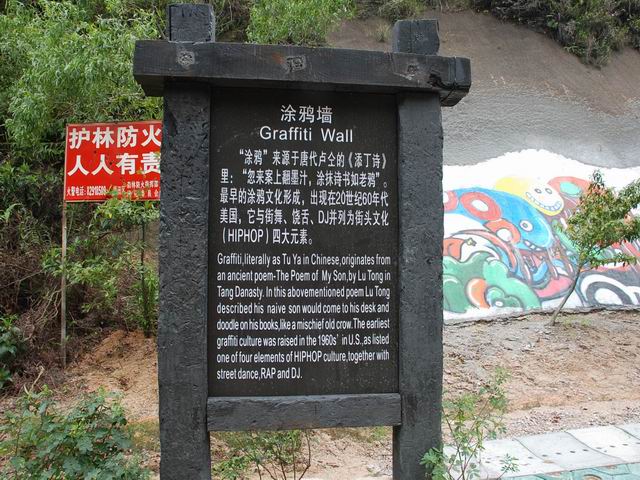 涂鸦墙
Graffiti Wall
“涂鸦”来源于唐代卢仝的《添丁诗》
里：“忽来案上翻墨汁，涂抹诗书如老鸦”。
最早的涂鸦文化形成，出现在20世纪60年代
美国，它与街舞、绕舌、DJ并列为街头文化
(HIPHOP)四大元素。
Graffiti,literally as Tu Ya in Chinese,originates from
an ancient poem-The Poem of My Son,by Lu Tong in
Tang Danasty. In this abovementioned poem Lu Tong
described his naive son would come to his desk and
doodle on his books,like a mischief old crow.The earliest
graffiti culture was raised in the 1960s' in U.S.,as listed
one of four elements of HIPHOP culture,together with
street dance,RAP and DJ.
护林防火
人人有责
火警电话: